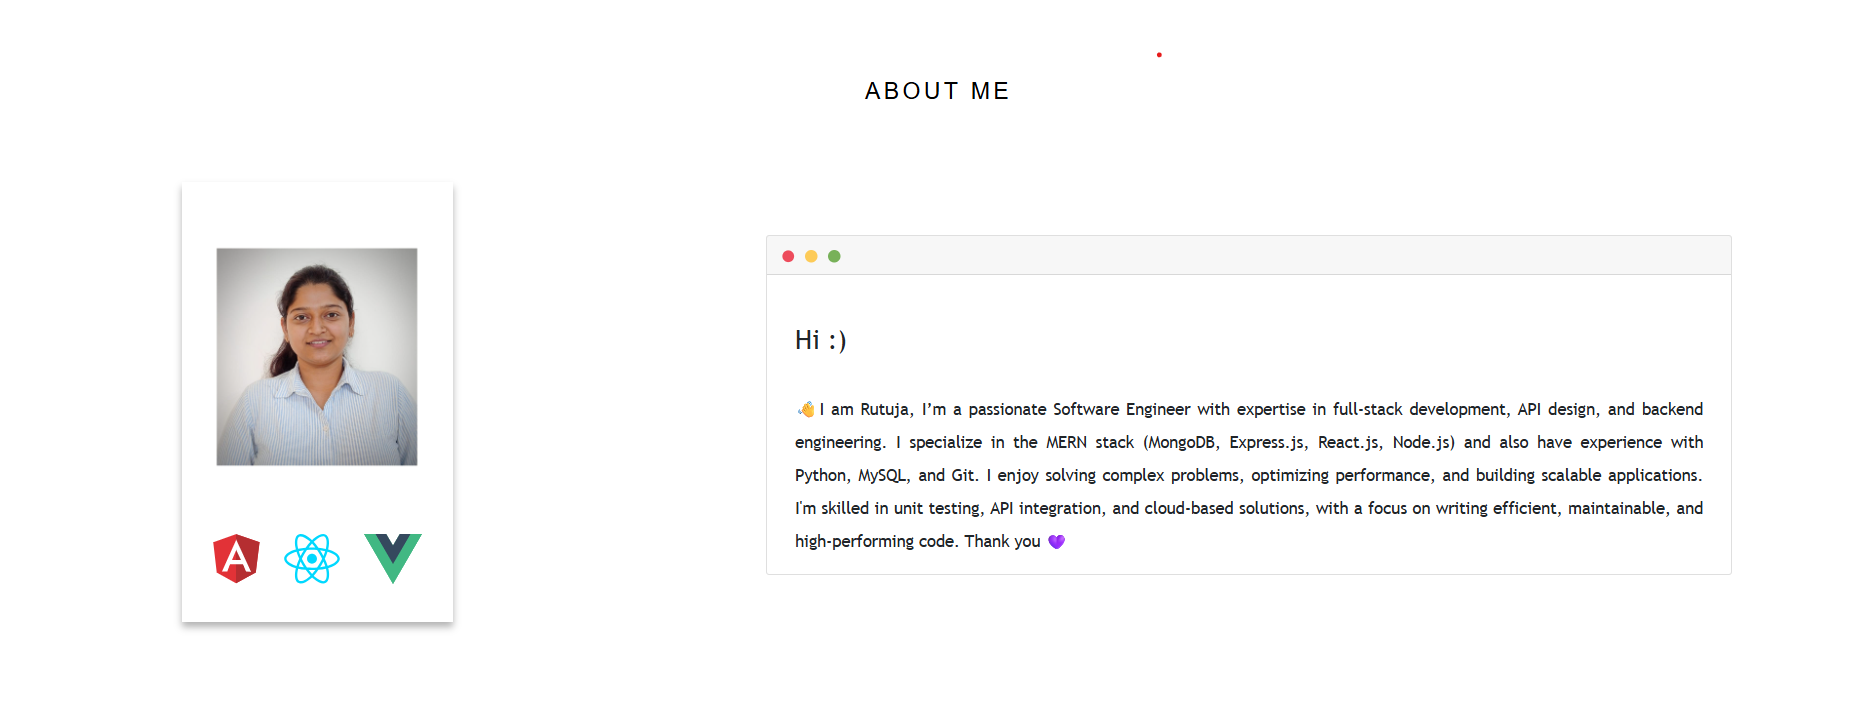 ABOUT ME
Hi :)
👋 I am Rutuja, I’m a passionate Software Engineer with expertise in full-stack development, API design, and backend
engineering. I specialize in the MERN stack (MongoDB, Express.js, React.js, Node.js) and also have experience with
Python, MySQL, and Git. I enjoy solving complex problems, optimizing performance, and building scalable applications.
I'm skilled in unit testing, API integration, and cloud-based solutions, with a focus on writing efficient, maintainable, and
high-performing code. Thank you 💜
A